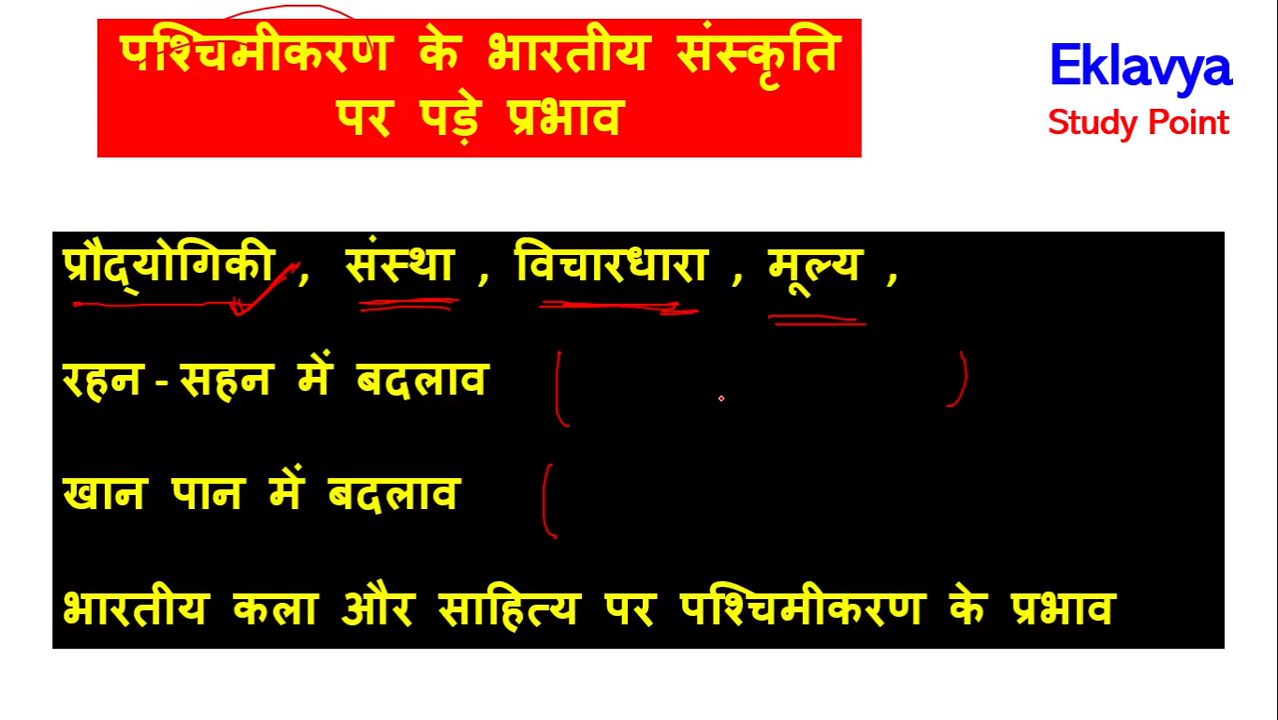 पश्चिमीकरण के भारतीय संस्कृति
पर पड़े प्रभाव
Eklavya
Study Point
प्रौद्योगिकी , संस्था , विचारधारा , मूल्य ,
रहन - सहन में बदलाव
खान पान में बदलाव
भारतीय कला और साहित्य पर पश्चिमीकरण के प्रभाव